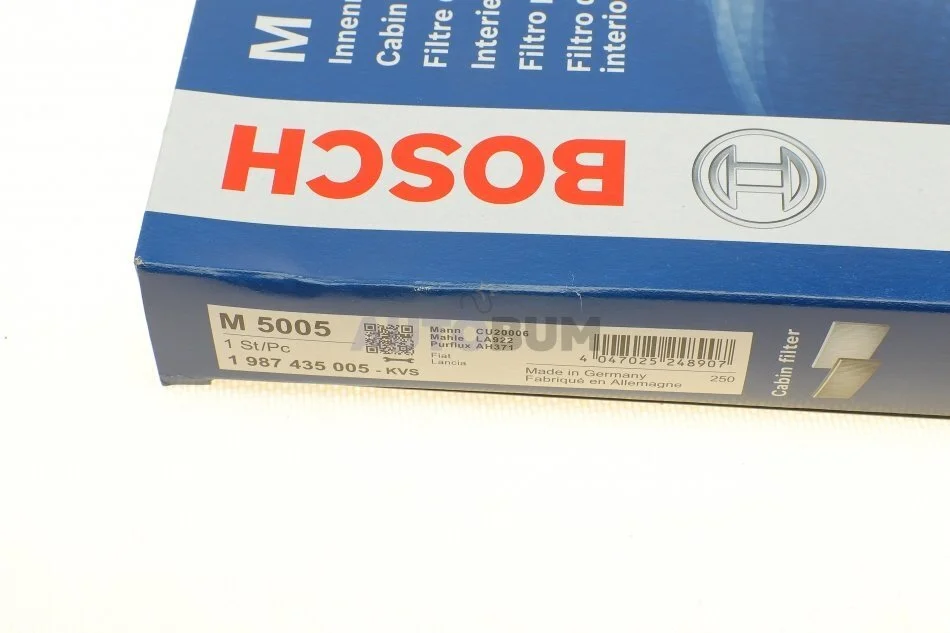 M
Innen
Cabin
Filtre
Interie
Filtro
Filtro
interio
BOSCH
M 5005
1 St/Pc
1 987 435 005 - KVS
Mann CU20006
Mahle LA922
Purflux AH371
Fiat
Lancia
4 047025 248907
Made in Germany
Fabriqué en Allemagne
250
Cabin filter
AUTOBUM